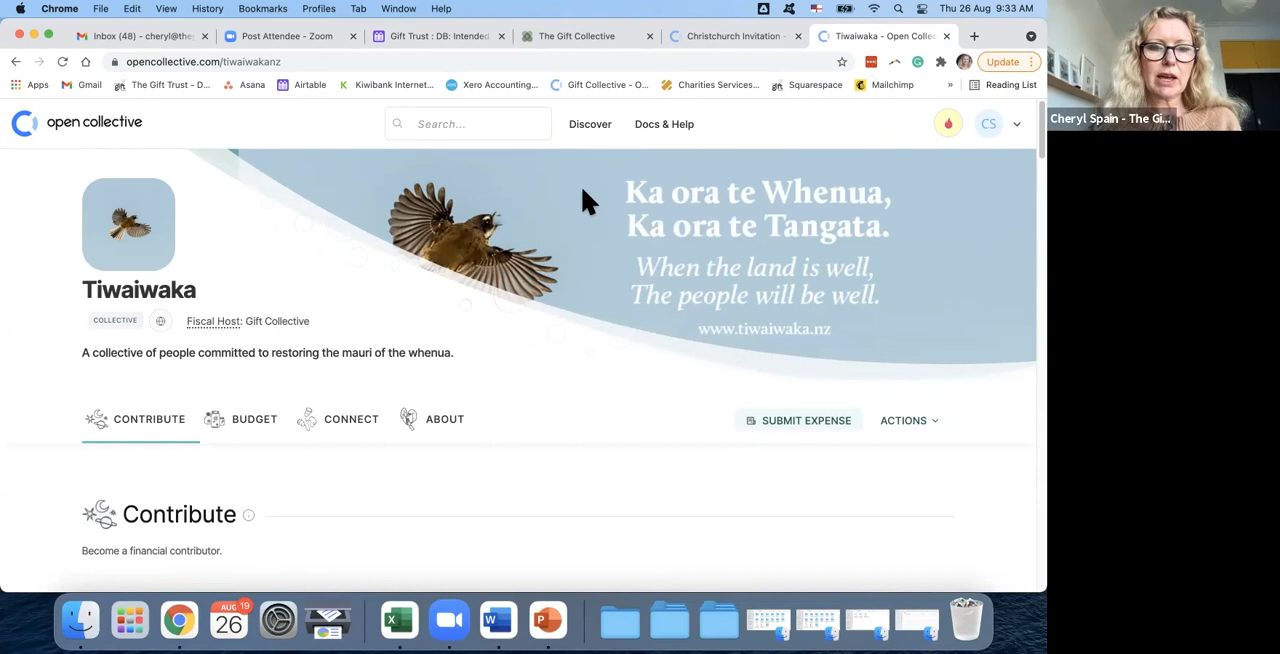 Chrome File Edit View History Bookmarks Profiles Tab Window Help Thu 26 Aug 9:33 AM
Inbox (48) - cheryl@the Post Attendee - Zoom Gift Trust : DB: Intended The Gift Collective Christchurch Invitation - Tiwaiwaka - Open Collec
opencollective.com/tiwaiwakanz Update
Apps Gmail The Gift Trust - D... Asana Airtable Kiwibank Internet... Xero Accounting... Gift Collective - O... Charities Services... Squarespace Mailchimp » Reading List
open collective Search... Discover Docs & Help CS
Cheryl Spain - The Gi...
Ka ora te Whenua,
Ka ora te Tangata.
When the land is well,
The people will be well.
www.tiwaiwaka.nz
Tiwaiwaka
COLLECTIVE Fiscal Host: Gift Collective
A collective of people committed to restoring the mauri of the whenua.
CONTRIBUTE BUDGET CONNECT ABOUT SUBMIT EXPENSE ACTIONS
Contribute
Become a financial contributor.
AUG 19
26
X W P